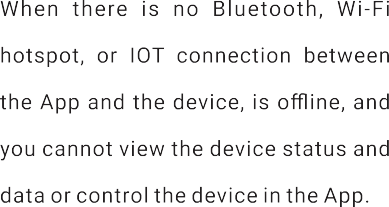 When there is no Bluetooth, Wi-Fi
hotspot, or IOT connection between
the App and the device, is offline, and
you cannot view the device status and
data or control the device in the App.